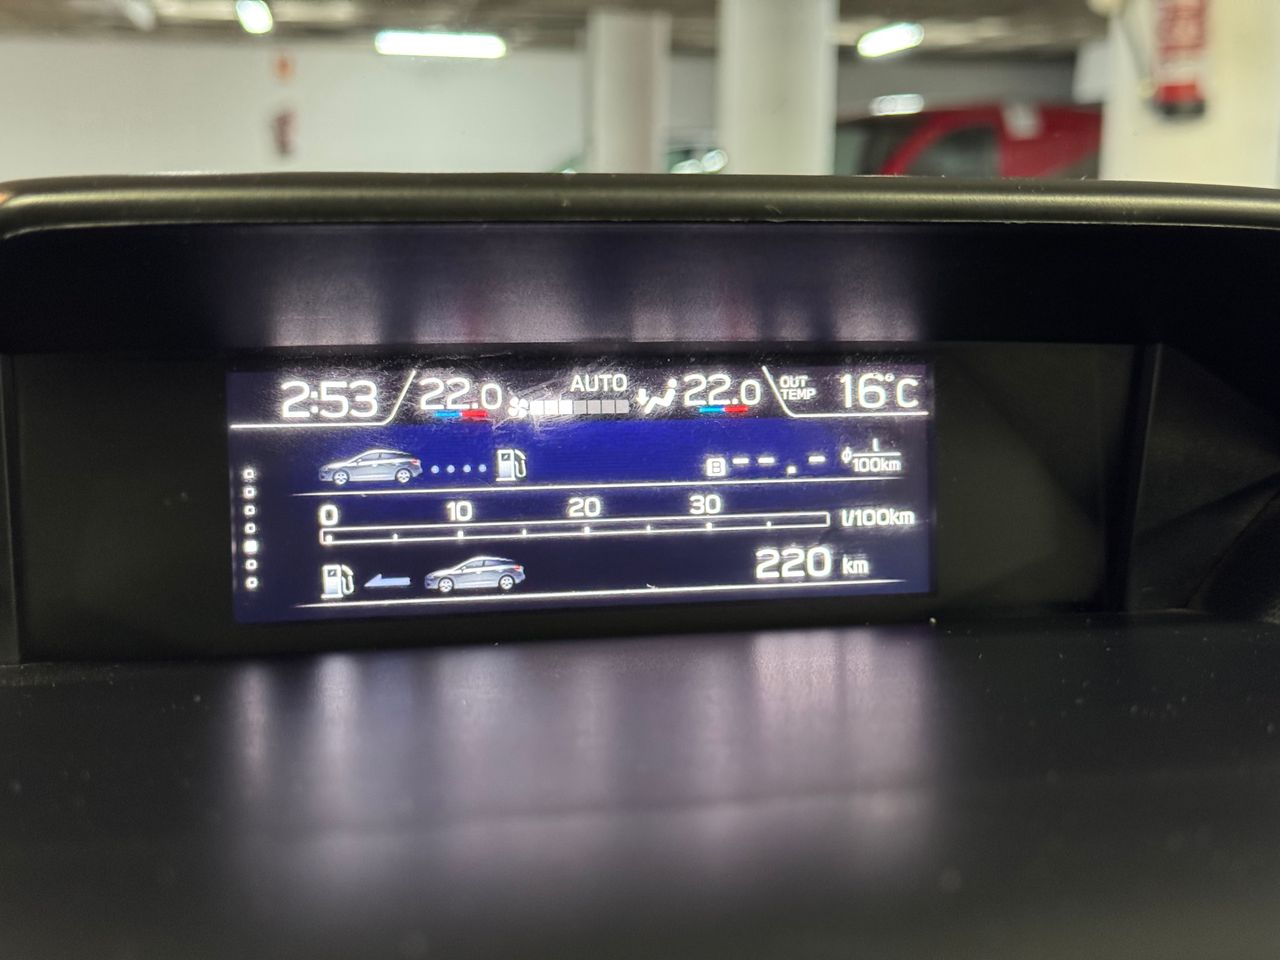 2:53 22.0 AUTO 22.0 OUT TEMP 16°C
B --.- ϕ l/100km
0 10 20 30 l/100km
220 km